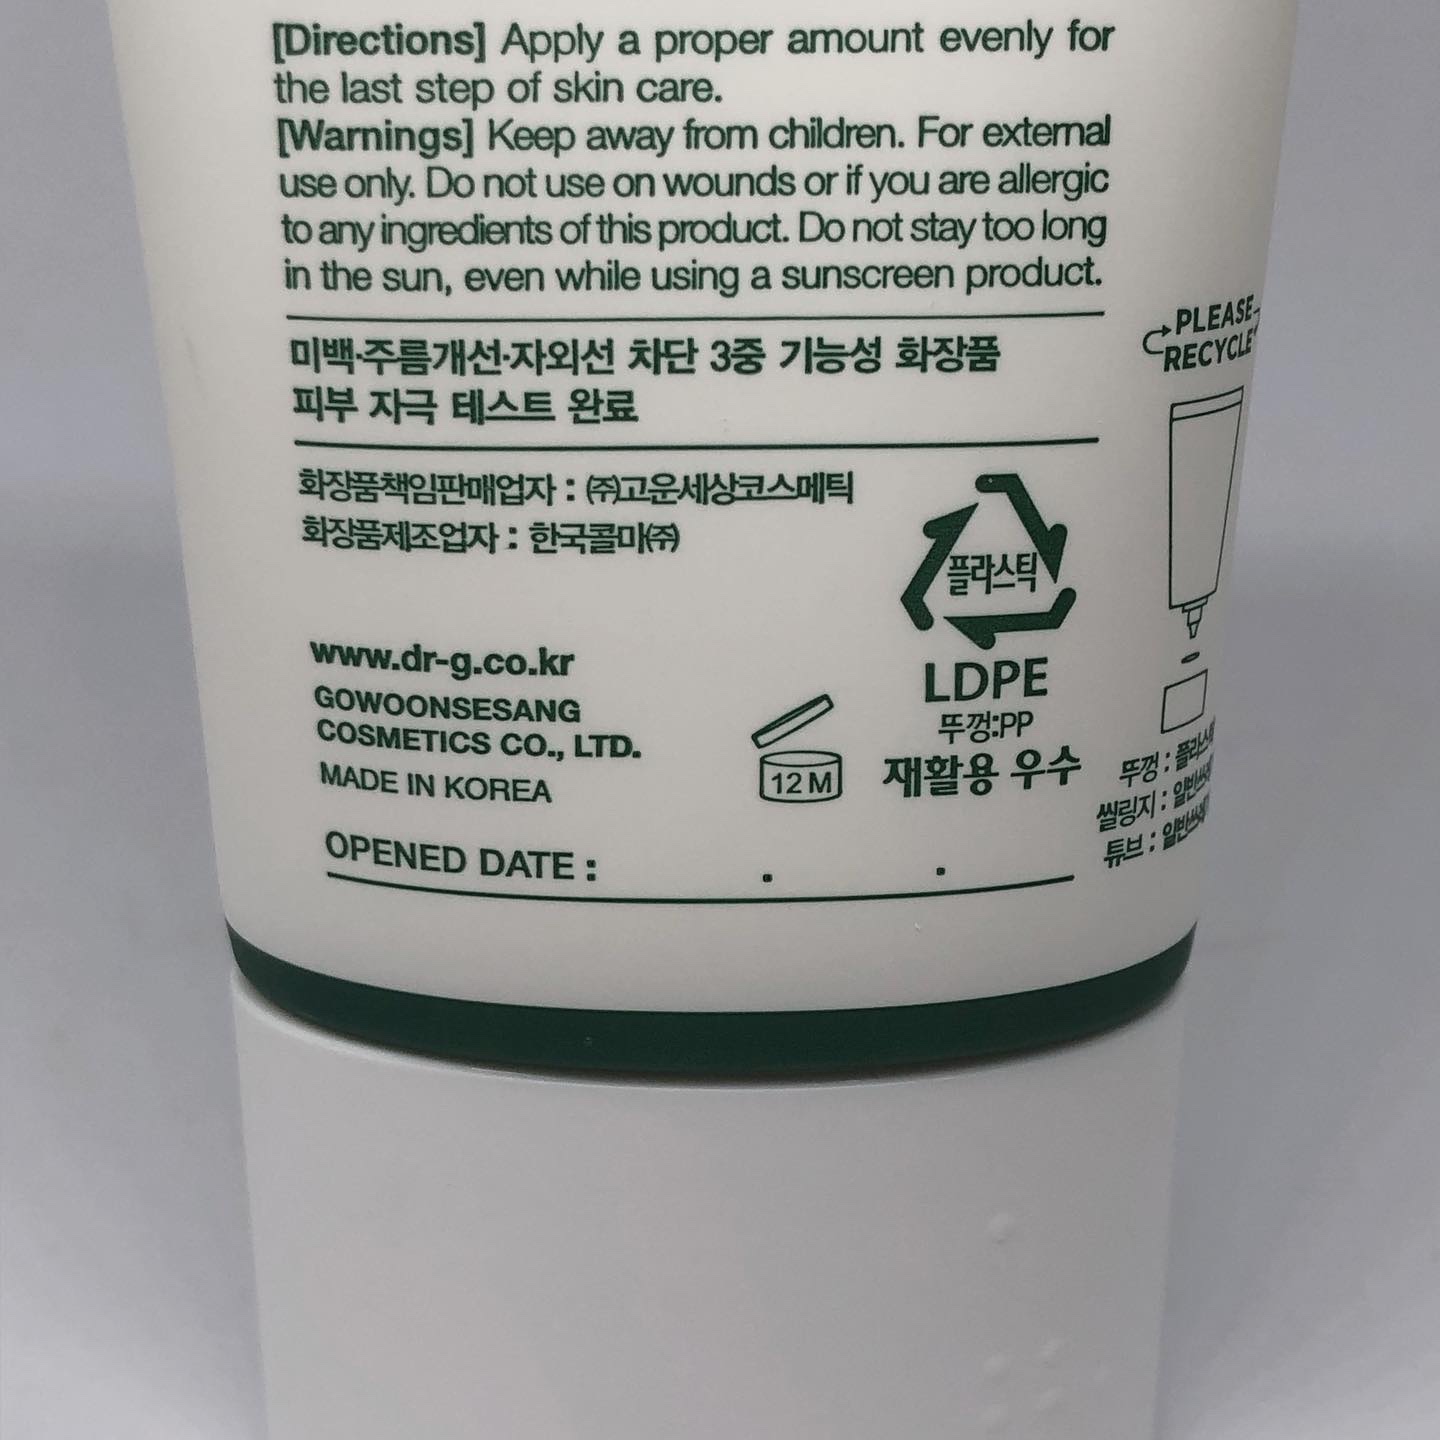 [Directions] Apply a proper amount evenly for
the last step of skin care.
[Warnings] Keep away from children. For external
use only. Do not use on wounds or if you are allergic
to any ingredients of this product. Do not stay too long
in the sun, even while using a sunscreen product.
미백·주름개선·자외선 차단 3중 기능성 화장품
피부 자극 테스트 완료
화장품책임판매업자 : ㈜고운세상코스메틱
화장품제조업자 : 한국콜마㈜
www.dr-g.co.kr
GOWOONSESANG
COSMETICS CO., LTD.
MADE IN KOREA
12 M
플라스틱
LDPE
뚜껑:PP
재활용 우수
OPENED DATE : . .
PLEASE
RECYCLE
뚜껑 :
씰링지 :
튜브 :